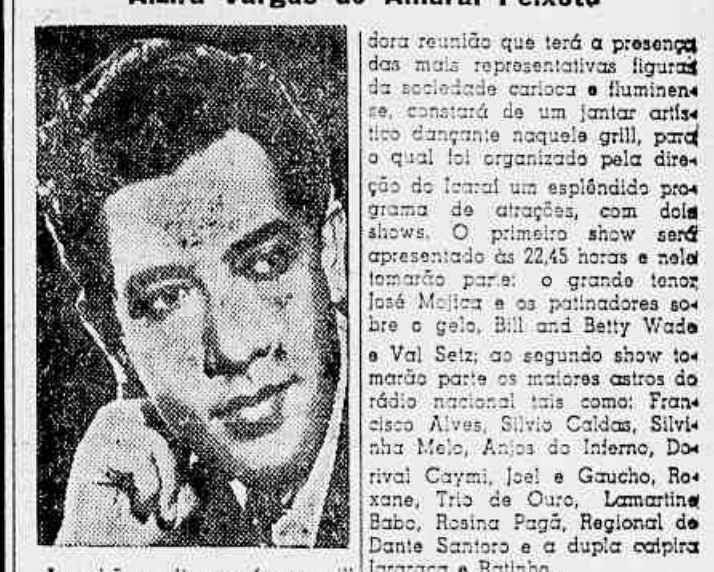 Alzira Vargas do Amaral Peixoto
dora reunião que terá a presença
das mais representativas figuras
da sociedade carioca e fluminen-
se, constará de um jantar artís-
tico dançante naquele grill, para
o qual foi organizado pela dire-
ção do Icaraí um esplêndido pro-
grama de atrações, com dois
shows. O primeiro show será
apresentado às 22,45 horas e nele
tomarão parte: o grande tenor
José Mojica e os patinadores so-
bre o gelo, Bill and Betty Wade
e Val Setz; ao segundo show to-
marão parte os maiores astros do
rádio nacional tais como: Fran-
cisco Alves, Silvio Caldas, Silvi-
nha Melo, Anjos do Inferno, Do-
rival Caymi, Joel e Gaucho, Ro-
xane, Trio de Ouro, Lamartine
Babo, Rosina Pagã, Regional de
Dante Santoro e a dupla caipira
Jararaca e Ratinho